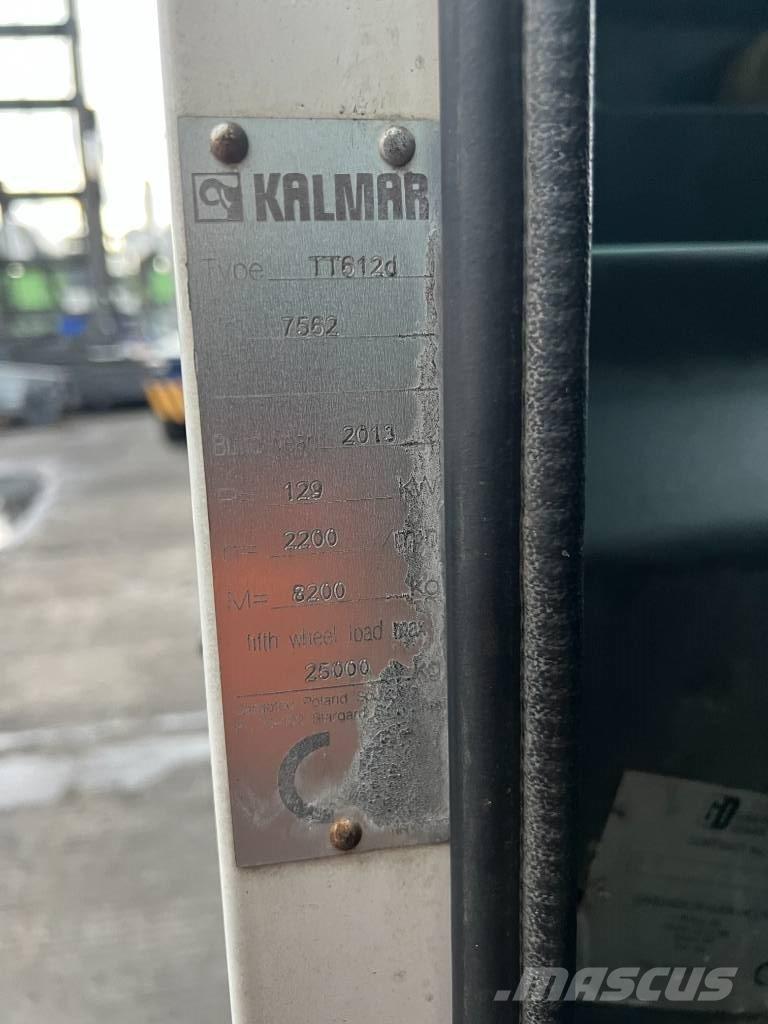 KALMAR
Type TT612d
7562
Build year 2013
P= 129 KW
n= 2200 /min
M= 8200 kg
fifth wheel load max
25000 kg
Poland
Stargard
C
MASCUS